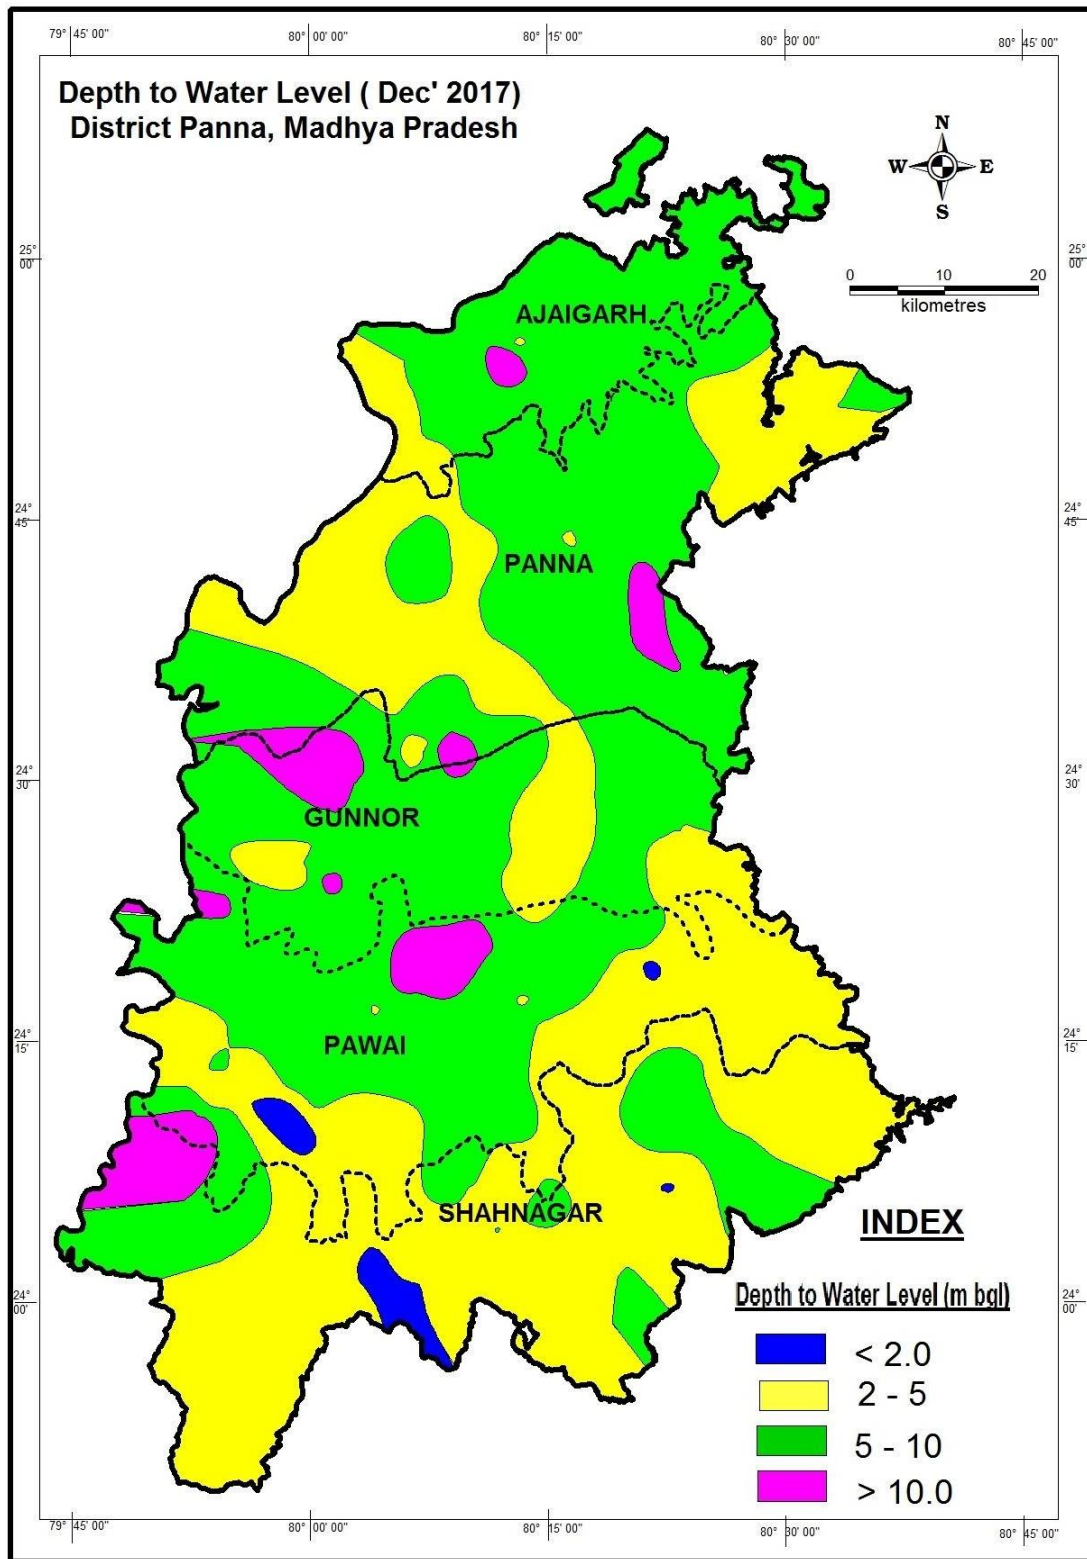 79° 45' 00"
80° 00' 00"
80° 15' 00"
80° 30' 00"
80° 45' 00"
Depth to Water Level ( Dec' 2017)
District Panna, Madhya Pradesh
N
W E
S
25°
00'
25°
00'
0 10 20
kilometres
AJAIGARH
24°
45'
24°
45'
PANNA
24°
30'
24°
30'
GUNNOR
24°
15'
24°
15'
PAWAI
SHAHNAGAR
INDEX
24°
00'
24°
00'
Depth to Water Level (m bgl)
< 2.0
2 - 5
5 - 10
> 10.0
79° 45' 00"
80° 00' 00"
80° 15' 00"
80° 30' 00"
80° 45' 00"